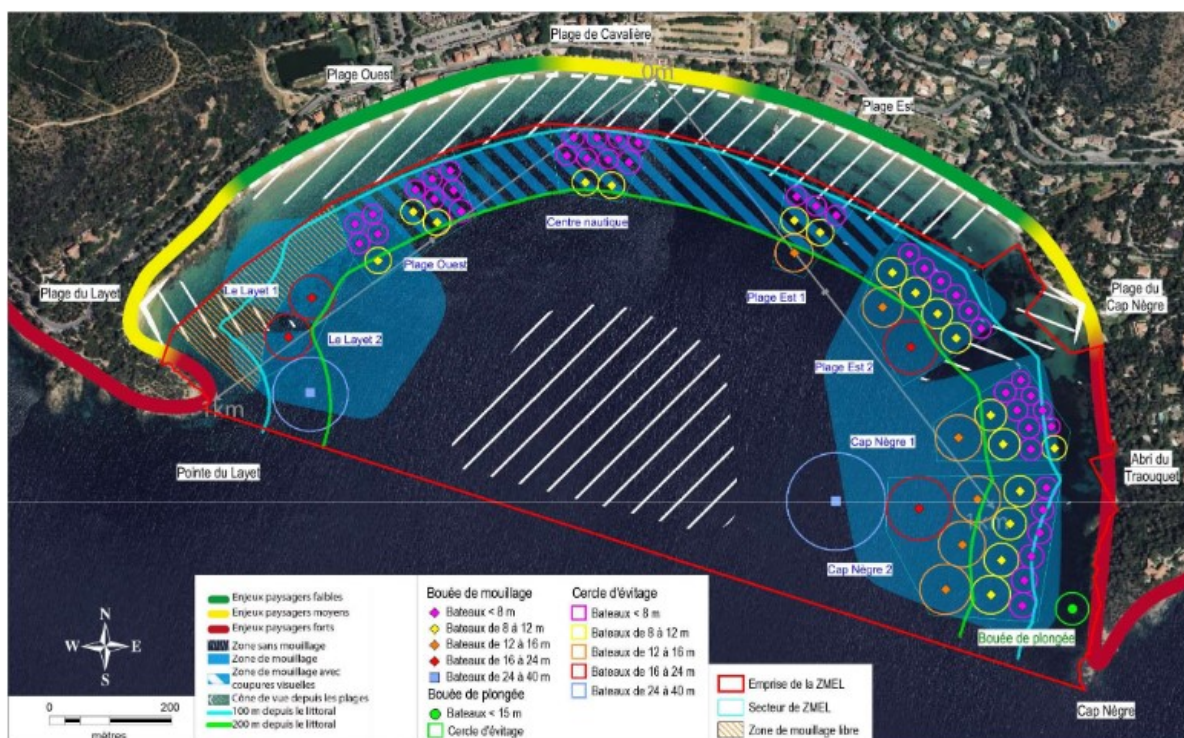 Plage de Cavalière
0m
Plage Ouest
Plage Est
Plage du Layet
Le Layet 1
Plage Ouest
Centre nautique
Plage du
Cap Nègre
Plage Est 1
Le Layet 2
Plage Est 2
1km
Cap Nègre 1
Pointe du Layet
Abri du
Traouquet
1km
Cap Nègre 2
Bouée de plongée
Cap Nègre
N
W E
S
0 200
mètres
Enjeux paysagers faibles
Enjeux paysagers moyens
Enjeux paysagers forts
Zone sans mouillage
Zone de mouillage
Zone de mouillage avec
coupures visuelles
Cône de vue depuis les plages
100 m depuis le littoral
200 m depuis le littoral
Bouée de mouillage
Bateaux < 8 m
Bateaux de 8 à 12 m
Bateaux de 12 à 16 m
Bateaux de 16 à 24 m
Bateaux de 24 à 40 m
Bouée de plongée
Bateaux < 15 m
Cercle d'évitage
Cercle d'évitage
Bateaux < 8 m
Bateaux de 8 à 12 m
Bateaux de 12 à 16 m
Bateaux de 16 à 24 m
Bateaux de 24 à 40 m
Emprise de la ZMEL
Secteur de ZMEL
Zone de mouillage libre